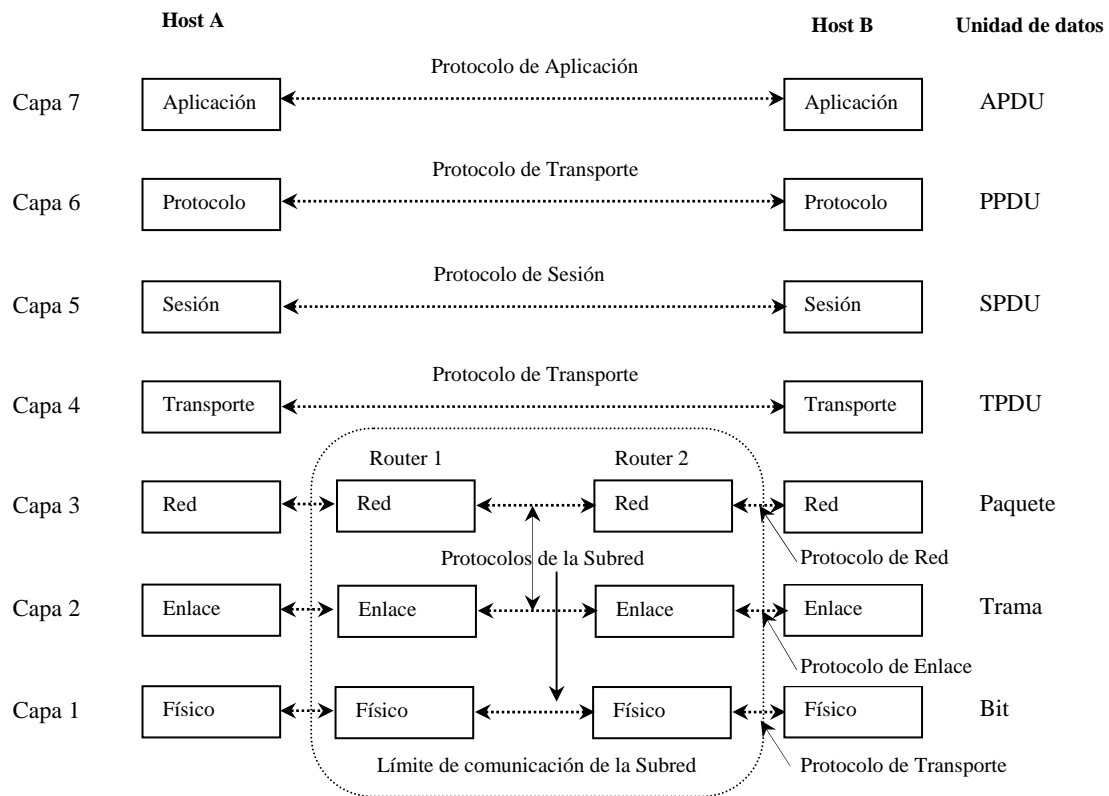 Host A
Host B
Unidad de datos
Protocolo de Aplicación
Capa 7
Aplicación
Aplicación
APDU
Protocolo de Transporte
Capa 6
Protocolo
Protocolo
PPDU
Protocolo de Sesión
Capa 5
Sesión
Sesión
SPDU
Protocolo de Transporte
Capa 4
Transporte
Transporte
TPDU
Router 1
Router 2
Capa 3
Red
Red
Red
Red
Paquete
Protocolos de la Subred
Protocolo de Red
Capa 2
Enlace
Enlace
Enlace
Enlace
Trama
Protocolo de Enlace
Capa 1
Físico
Físico
Físico
Físico
Bit
Límite de comunicación de la Subred
Protocolo de Transporte